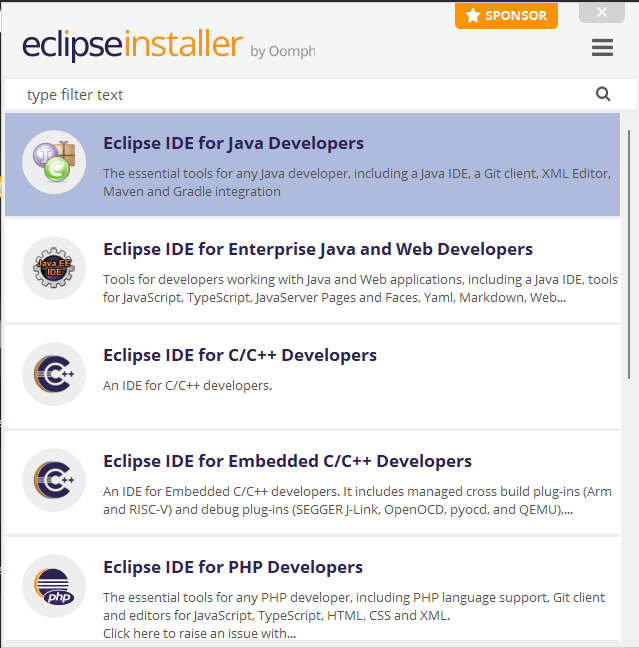 SPONSOR
eclipseinstaller by Oomph
type filter text
Eclipse IDE for Java Developers
The essential tools for any Java developer, including a Java IDE, a Git client, XML Editor,
Maven and Gradle integration
Java EE
IDE
Eclipse IDE for Enterprise Java and Web Developers
Tools for developers working with Java and Web applications, including a Java IDE, tools
for JavaScript, TypeScript, JavaServer Pages and Faces, Yaml, Markdown, Web...
C++
Eclipse IDE for C/C++ Developers
An IDE for C/C++ developers.
C++
Eclipse IDE for Embedded C/C++ Developers
An IDE for Embedded C/C++ developers. It includes managed cross build plug-ins (Arm
and RISC-V) and debug plug-ins (SEGGER J-Link, OpenOCD, pyocd, and QEMU),...
php
Eclipse IDE for PHP Developers
The essential tools for any PHP developer, including PHP language support, Git client
and editors for JavaScript, TypeScript, HTML, CSS and XML.
Click here to raise an issue with...